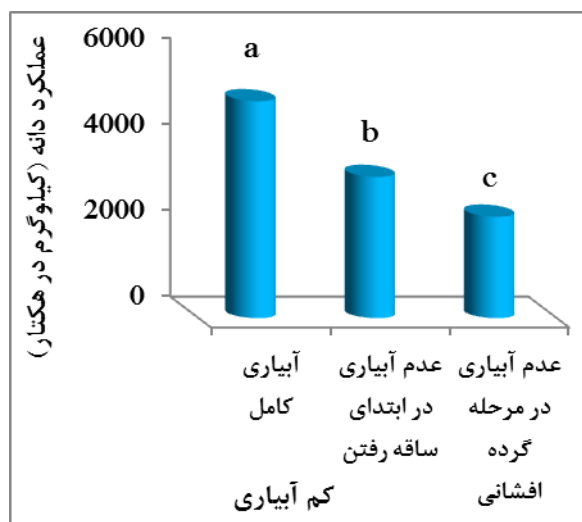 عملکرد دانه (کیلوگرم در هکتار)
6000
4000
2000
0
a
b
c
آبیاری
کامل
عدم آبیاری
در ابتدای
ساقه رفتن
عدم آبیاری
در مرحله
گرده
افشانی
کم آبیاری